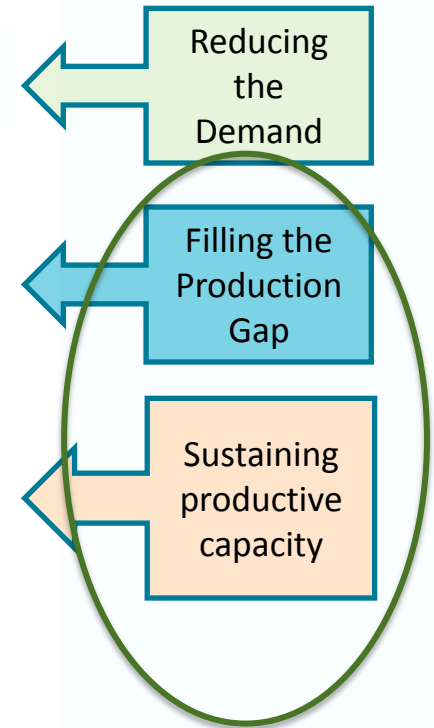 Reducing
the
Demand
Filling the
Production
Gap
Sustaining
productive
capacity